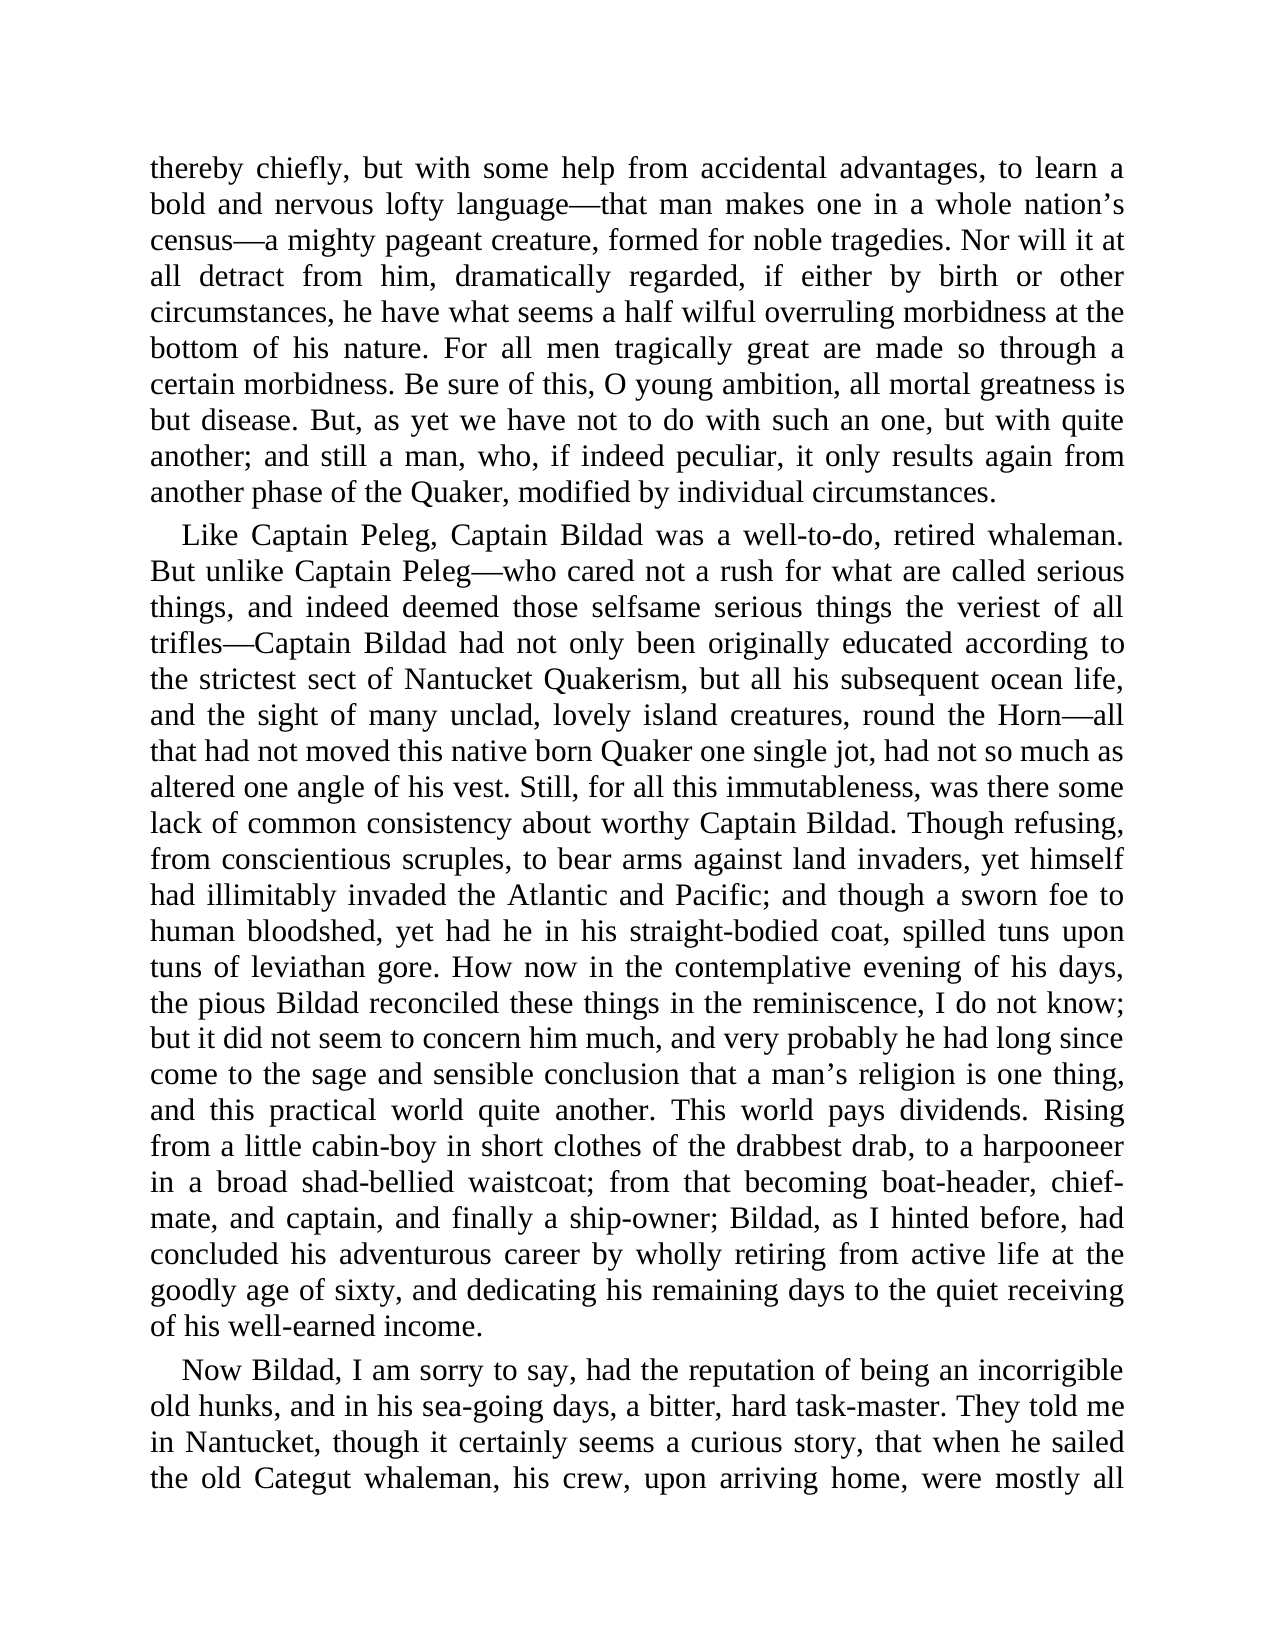 thereby chiefly, but with some help from accidental advantages, to learn a
bold and nervous lofty language—that man makes one in a whole nation’s
census—a mighty pageant creature, formed for noble tragedies. Nor will it at
all detract from him, dramatically regarded, if either by birth or other
circumstances, he have what seems a half wilful overruling morbidness at the
bottom of his nature. For all men tragically great are made so through a
certain morbidness. Be sure of this, O young ambition, all mortal greatness is
but disease. But, as yet we have not to do with such an one, but with quite
another; and still a man, who, if indeed peculiar, it only results again from
another phase of the Quaker, modified by individual circumstances.
Like Captain Peleg, Captain Bildad was a well-to-do, retired whaleman.
But unlike Captain Peleg—who cared not a rush for what are called serious
things, and indeed deemed those selfsame serious things the veriest of all
trifles—Captain Bildad had not only been originally educated according to
the strictest sect of Nantucket Quakerism, but all his subsequent ocean life,
and the sight of many unclad, lovely island creatures, round the Horn—all
that had not moved this native born Quaker one single jot, had not so much as
altered one angle of his vest. Still, for all this immutableness, was there some
lack of common consistency about worthy Captain Bildad. Though refusing,
from conscientious scruples, to bear arms against land invaders, yet himself
had illimitably invaded the Atlantic and Pacific; and though a sworn foe to
human bloodshed, yet had he in his straight-bodied coat, spilled tuns upon
tuns of leviathan gore. How now in the contemplative evening of his days,
the pious Bildad reconciled these things in the reminiscence, I do not know;
but it did not seem to concern him much, and very probably he had long since
come to the sage and sensible conclusion that a man’s religion is one thing,
and this practical world quite another. This world pays dividends. Rising
from a little cabin-boy in short clothes of the drabbest drab, to a harpooneer
in a broad shad-bellied waistcoat; from that becoming boat-header, chief-
mate, and captain, and finally a ship-owner; Bildad, as I hinted before, had
concluded his adventurous career by wholly retiring from active life at the
goodly age of sixty, and dedicating his remaining days to the quiet receiving
of his well-earned income.
Now Bildad, I am sorry to say, had the reputation of being an incorrigible
old hunks, and in his sea-going days, a bitter, hard task-master. They told me
in Nantucket, though it certainly seems a curious story, that when he sailed
the old Categut whaleman, his crew, upon arriving home, were mostly all